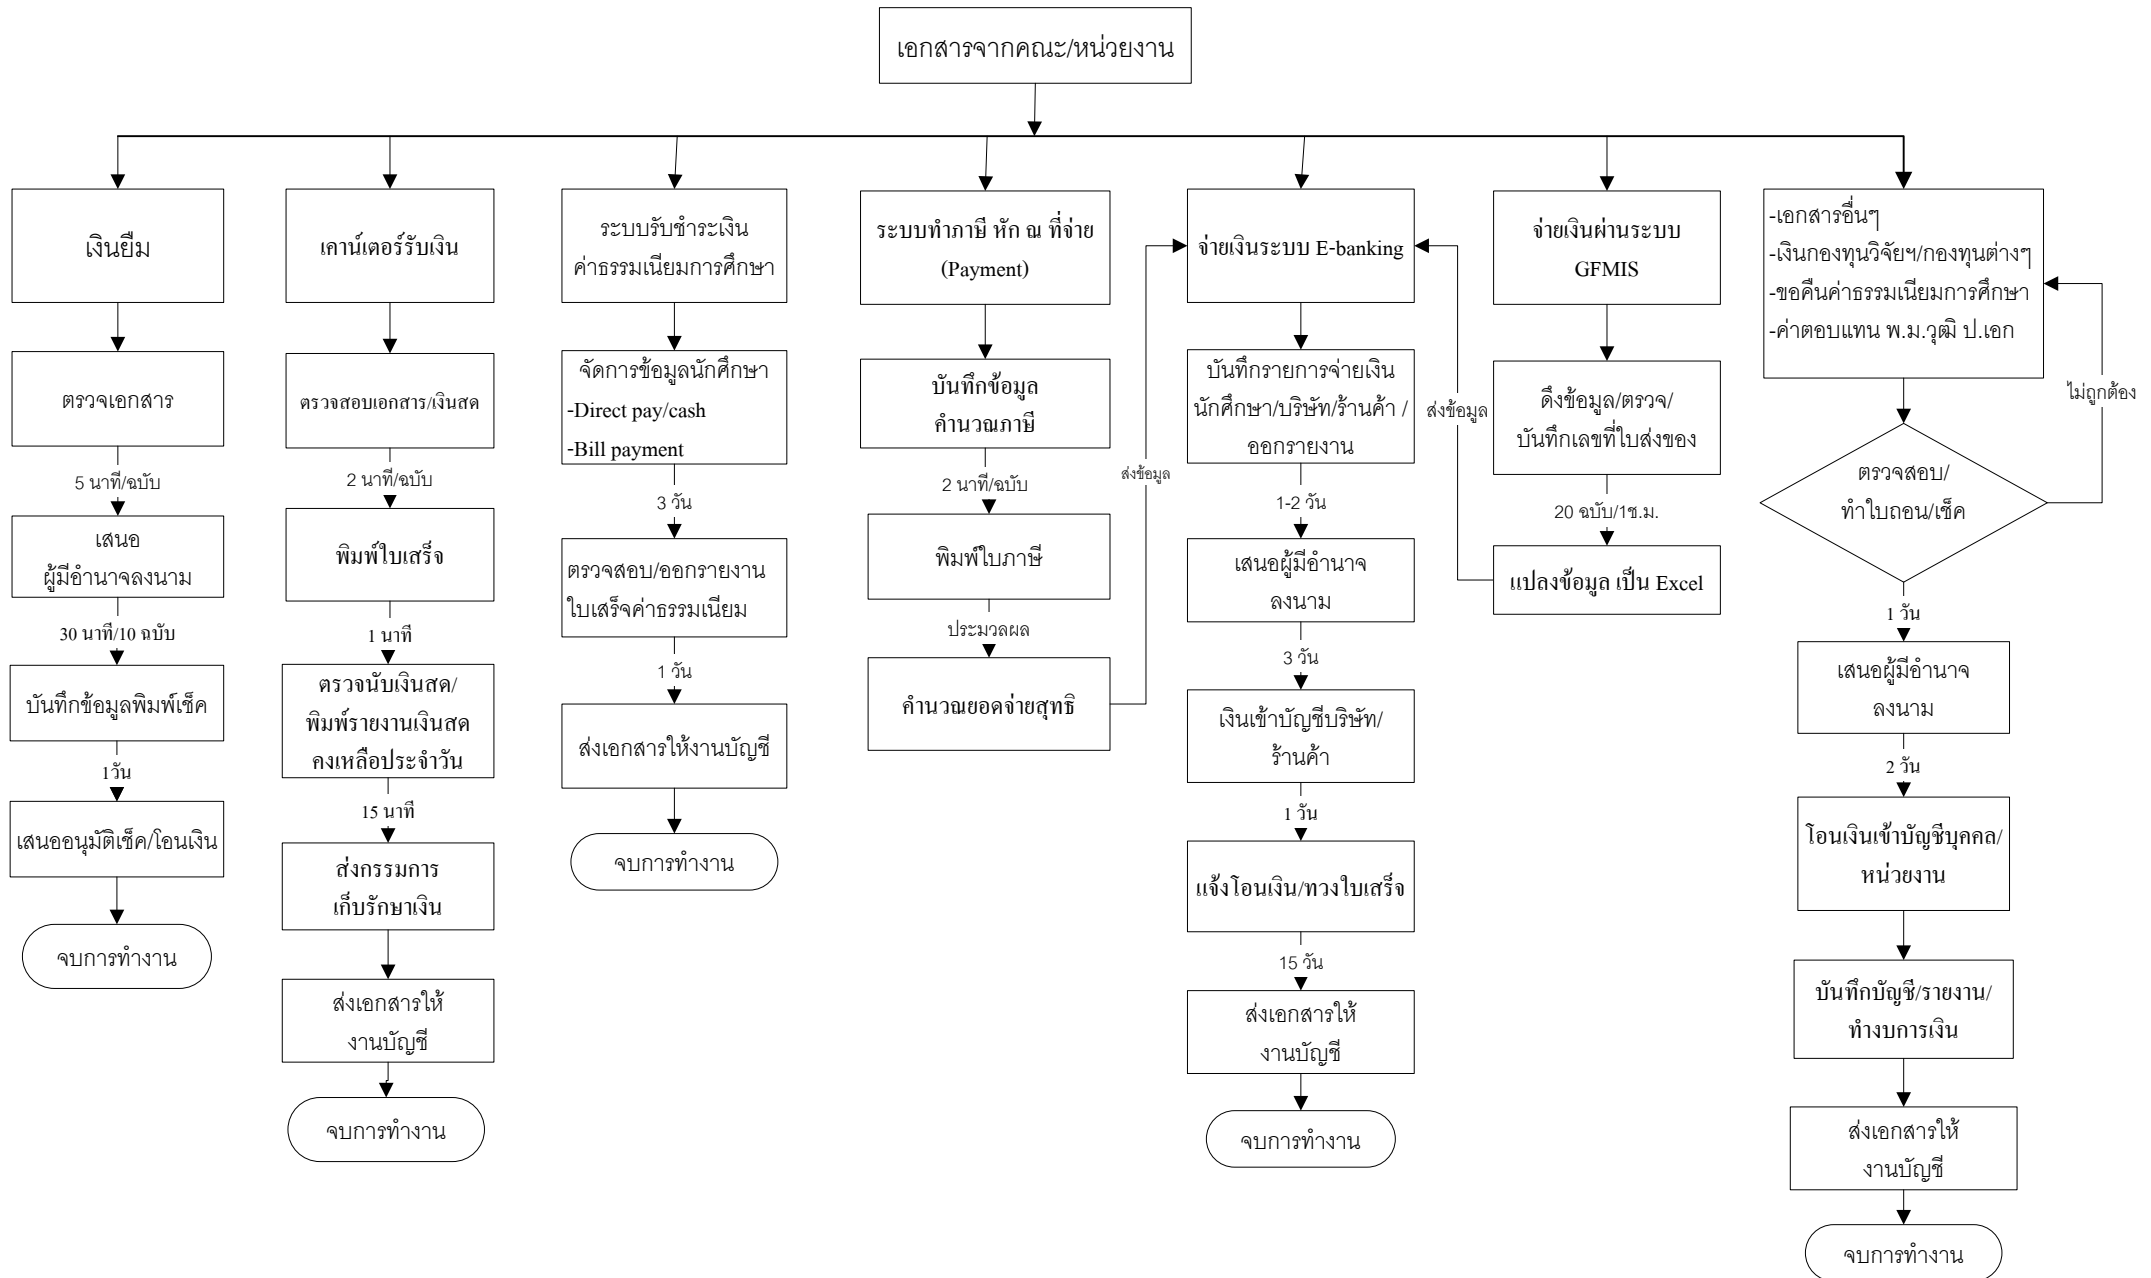 เอกสารจากคณะ/หน่วยงาน
เงินยืม
ตรวจเอกสาร
5 นาที/ฉบับ
เสนอ
ผู้มีอำนาจลงนาม
30 นาที/10 ฉบับ
บันทึกข้อมูลพิมพ์เช็ค
1วัน
เสนออนุมัติเช็ค/โอนเงิน
จบการทำงาน
เคาน์เตอร์รับเงิน
ตรวจสอบเอกสาร/เงินสด
2 นาที/ฉบับ
พิมพ์ใบเสร็จ
1 นาที
ตรวจนับเงินสด/
พิมพ์รายงานเงินสด
คงเหลือประจำวัน
15 นาที
ส่งกรรมการ
เก็บรักษาเงิน
ส่งเอกสารให้
งานบัญชี
จบการทำงาน
ระบบรับชำระเงิน
ค่าธรรมเนียมการศึกษา
จัดการข้อมูลนักศึกษา
-Direct pay/cash
-Bill payment
3 วัน
ตรวจสอบ/ออกรายงาน
ใบเสร็จค่าธรรมเนียม
1 วัน
ส่งเอกสารให้งานบัญชี
จบการทำงาน
ระบบทำภาษี หัก ณ ที่จ่าย
(Payment)
บันทึกข้อมูล
คำนวณภาษี
2 นาที/ฉบับ
พิมพ์ใบภาษี
ประมวลผล
คำนวณยอดจ่ายสุทธิ
ส่งข้อมูล
จ่ายเงินระบบ E-banking
บันทึกรายการจ่ายเงิน
นักศึกษา/บริษัท/ร้านค้า /
ออกรายงาน
1-2 วัน
เสนอผู้มีอำนาจ
ลงนาม
3 วัน
เงินเข้าบัญชีบริษัท/
ร้านค้า
1 วัน
แจ้งโอนเงิน/ทวงใบเสร็จ
15 วัน
ส่งเอกสารให้
งานบัญชี
จบการทำงาน
ส่งข้อมูล
จ่ายเงินผ่านระบบ
GFMIS
ดึงข้อมูล/ตรวจ/
บันทึกเลขที่ใบส่งของ
20 ฉบับ/1ช.ม.
แปลงข้อมูล เป็น Excel
-เอกสารอื่นๆ
-เงินกองทุนวิจัยฯ/กองทุนต่างๆ
-ขอคืนค่าธรรมเนียมการศึกษา
-ค่าตอบแทน พ.ม.วุฒิ ป.เอก
ไม่ถูกต้อง
ตรวจสอบ/
ทำใบถอน/เช็ค
1 วัน
เสนอผู้มีอำนาจ
ลงนาม
2 วัน
โอนเงินเข้าบัญชีบุคคล/
หน่วยงาน
บันทึกบัญชี/รายงาน/
ทำงบการเงิน
ส่งเอกสารให้
งานบัญชี
จบการทำงาน